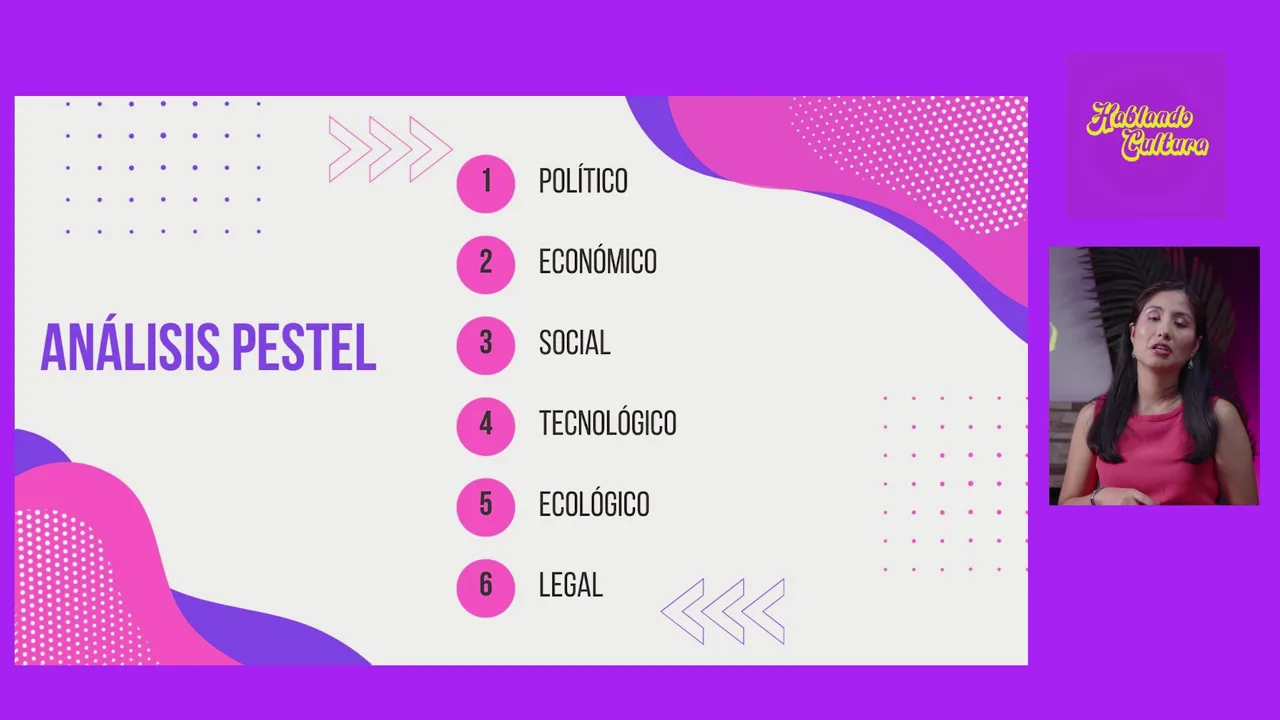 ANÁLISIS PESTEL
1 POLÍTICO
2 ECONÓMICO
3 SOCIAL
4 TECNOLÓGICO
5 ECOLÓGICO
6 LEGAL
Hablando
Cultura